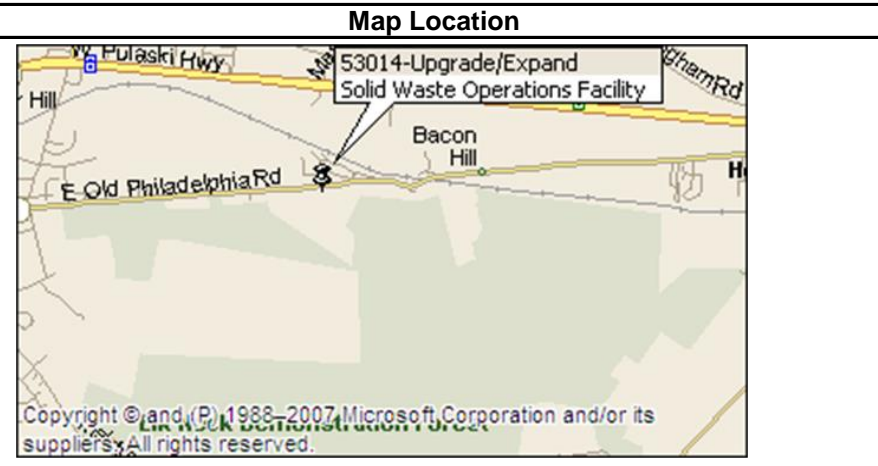 Map Location
W Pulaski Hwy
53014-Upgrade/Expand
Solid Waste Operations Facility
Hill
Bacon
Hill
E Old Philadelphia Rd
Copyright © and (P) 1988–2007 Microsoft Corporation and/or its
suppliers. All rights reserved.